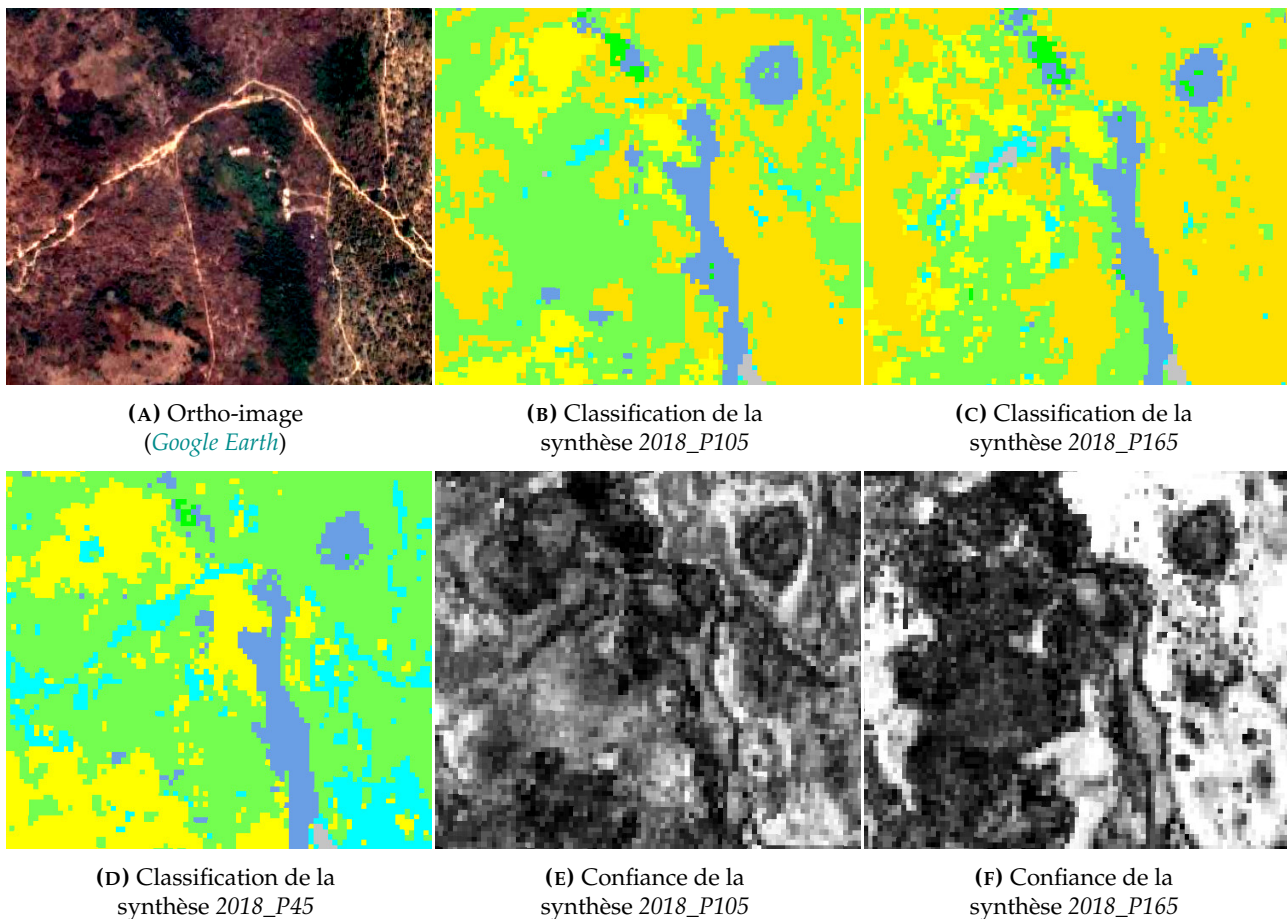 (A) Ortho-image
(Google Earth)
(B) Classification de la
synthèse 2018_P105
(C) Classification de la
synthèse 2018_P165
(D) Classification de la
synthèse 2018_P45
(E) Confiance de la
synthèse 2018_P105
(F) Confiance de la
synthèse 2018_P165